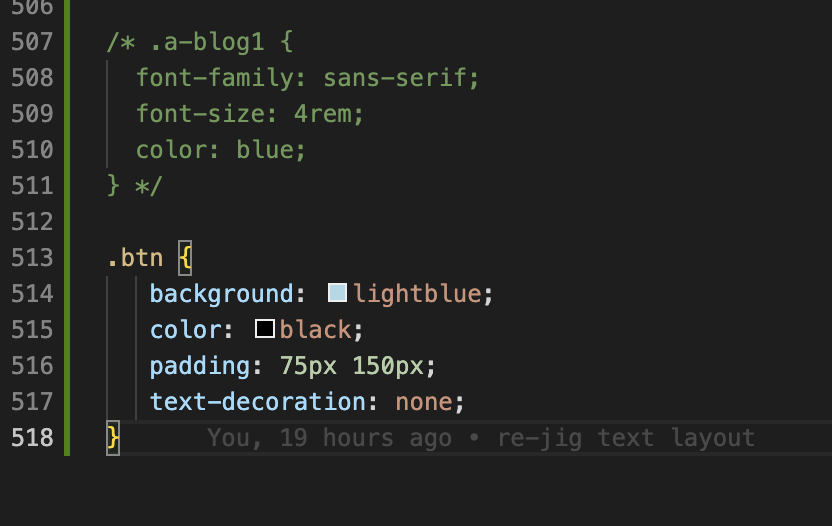 506
507 /* .a-blog1 {
508 font-family: sans-serif;
509 font-size: 4rem;
510 color: blue;
511 } */
512
513 .btn {
514 background: lightblue;
515 color: black;
516 padding: 75px 150px;
517 text-decoration: none;
518 } You, 19 hours ago • re-jig text layout